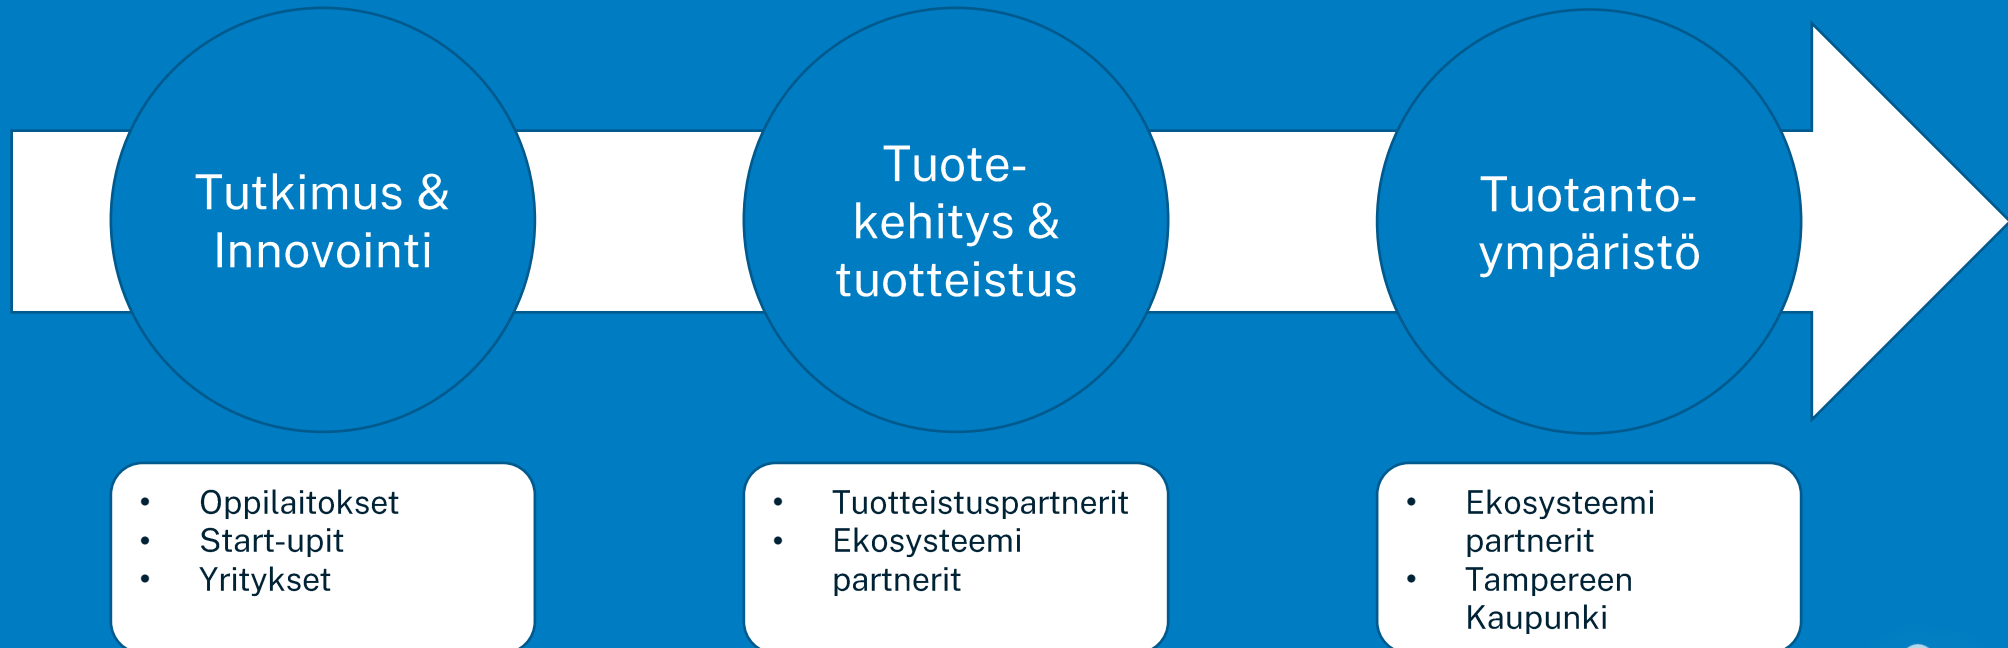 Tutkimus &
Innovointi
Tuote-
kehitys &
tuotteistus
Tuotanto-
ympäristö
• Oppilaitokset
• Start-upit
• Yritykset
• Tuotteistuspartnerit
• Ekosysteemi
partnerit
• Ekosysteemi
partnerit
• Tampereen
Kaupunki